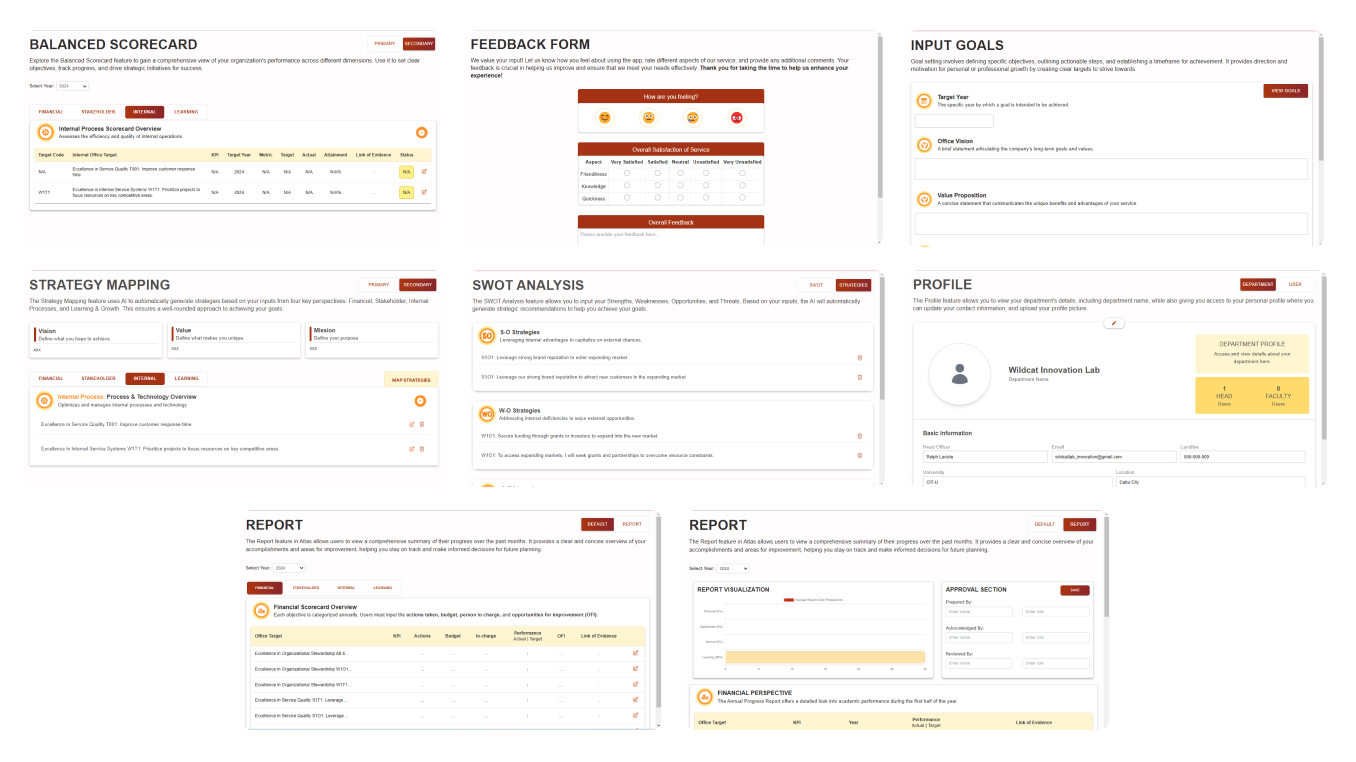 BALANCED SCORECARD
PRIMARY SECONDARY
Explore the Balanced Scorecard feature to gain a comprehensive view of your organization's performance across different dimensions. Use it to set clear
objectives, track progress, and drive strategic initiatives for success.
Select Year: 2024
FINANCIAL STAKEHOLDER INTERNAL LEARNING
Internal Process Scorecard Overview
Assesses the efficiency and quality of internal operations.
Target Code Internal Office Target KPI Target Year Metric Target Actual Attainment Link of Evidence Status
N/A Excellence in Service Quality T001: Improve customer response
time. N/A 2024 N/A N/A N/A N/A% - N/A
W1T1 Excellence in Internal Service Systems W1T1: Prioritize projects to
focus resources on key competitive areas. N/A 2024 N/A N/A N/A N/A% - N/A
FEEDBACK FORM
We value your input! Let us know how you feel about using the app, rate different aspects of our service, and provide any additional comments. Your
feedback is crucial in helping us improve and ensure that we meet your needs effectively. Thank you for taking the time to help us enhance your
experience!
How are you feeling?
Overall Satisfaction of Service
Aspect Very Satisfied Satisfied Neutral Unsatisfied Very Unsatisfied
Friendliness
Knowledge
Quickness
Overall Feedback
Please provide your feedback here...
INPUT GOALS
Goal setting involves defining specific objectives, outlining actionable steps, and establishing a timeframe for achievement. It provides direction and
motivation for personal or professional growth by creating clear targets to strive towards.
VIEW GOALS
Target Year
The specific year by which a goal is intended to be achieved.
Office Vision
A brief statement articulating the company's long-term goals and values.
Value Proposition
A concise statement that communicates the unique benefits and advantages of your service.
STRATEGY MAPPING
PRIMARY SECONDARY
The Strategy Mapping feature uses AI to automatically generate strategies based on your inputs from four key perspectives: Financial, Stakeholder, Internal
Processes, and Learning & Growth. This ensures a well-rounded approach to achieving your goals.
Vision
Define what you hope to achieve.
xxx
Value
Define what makes you unique.
xxx
Mission
Define your purpose.
xxx
FINANCIAL STAKEHOLDER INTERNAL LEARNING
MAP STRATEGIES
Internal Process: Process & Technology Overview
Optimizes and manages internal processes and technology.
Excellence in Service Quality T001: Improve customer response time.
Excellence in Internal Service Systems W1T1: Prioritize projects to focus resources on key competitive areas.
SWOT ANALYSIS
SWOT STRATEGIES
The SWOT Analysis feature allows you to input your Strengths, Weaknesses, Opportunities, and Threats. Based on your inputs, the AI will automatically
generate strategic recommendations to help you achieve your goals.
SO
S-O Strategies
Leveraging internal advantages to capitalize on external chances.
S1O1: Leverage strong brand reputation to enter expanding market
S1O1: Leverage our strong brand reputation to attract new customers in the expanding market
WO
W-O Strategies
Addressing internal deficiencies to seize external opportunities.
W1O1: Secure funding through grants or investors to expand into the new market.
W1O1: To access expanding markets, I will seek grants and partnerships to overcome resource constraints.
PROFILE
DEPARTMENT USER
The Profile feature allows you to view your department's details, including department name, while also giving you access to your personal profile where you
can update your contact information, and upload your profile picture.
Wildcat Innovation Lab
Department Name
DEPARTMENT PROFILE
Access and view details about your
department here.
1 0
HEAD FACULTY
Users Users
Basic Information
Head Officer Email Landline
Ralph Laviste wildcatlab_innovation@gmail.com 000-000-000
University Location
CIT-U Cebu City
REPORT
DEFAULT REPORT
The Report feature in Atlas allows users to view a comprehensive summary of their progress over the past months. It provides a clear and concise overview of your
accomplishments and areas for improvement, helping you stay on track and make informed decisions for future planning.
Select Year: 2024
FINANCIAL STAKEHOLDER INTERNAL LEARNING
Financial Scorecard Overview
Each objective is categorized annually. Users must input the actions taken, budget, person in charge, and opportunities for improvement (OFI).
Office Target KPI Actions Budget In-charge Performance
Actual | Target OFI Link of Evidence
Excellence in Organizational Stewardship A8.4...
Excellence in Organizational Stewardship W1O1...
Excellence in Organizational Stewardship W1T1...
Excellence in Service Quality S1T1: Leverage ...
Excellence in Service Quality S1O1: Leverage ...
REPORT
DEFAULT REPORT
The Report feature in Atlas allows users to view a comprehensive summary of their progress over the past months. It provides a clear and concise overview of your
accomplishments and areas for improvement, helping you stay on track and make informed decisions for future planning.
Select Year: 2024
REPORT VISUALIZATION
APPROVAL SECTION
SAVE
Prepared By:
Enter name Enter role
Acknowledged By:
Enter name Enter role
Reviewed By:
Enter name Enter role
FINANCIAL PERSPECTIVE
The Annual Progress Report offers a detailed look into academic performance during the first half of the year.
Office Target KPI Year Performance
Actual | Target Link of Evidence